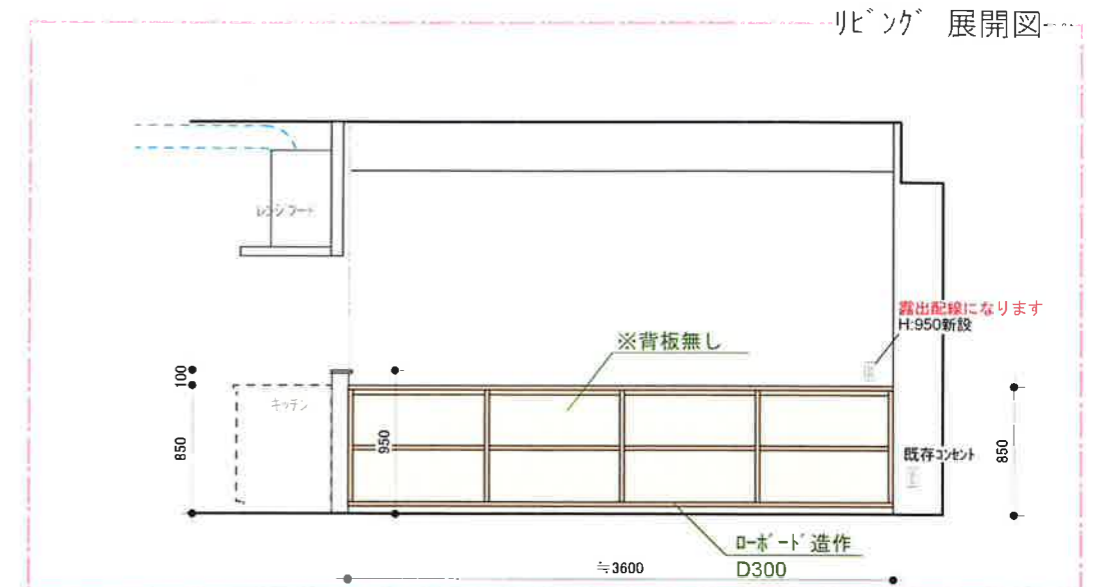 リビング 展開図
レンジフード
露出配線になります
H:950新設
※背板無し
100
キッチン
850
950
既存コンセント
850
ローボード造作
D300
≒3600